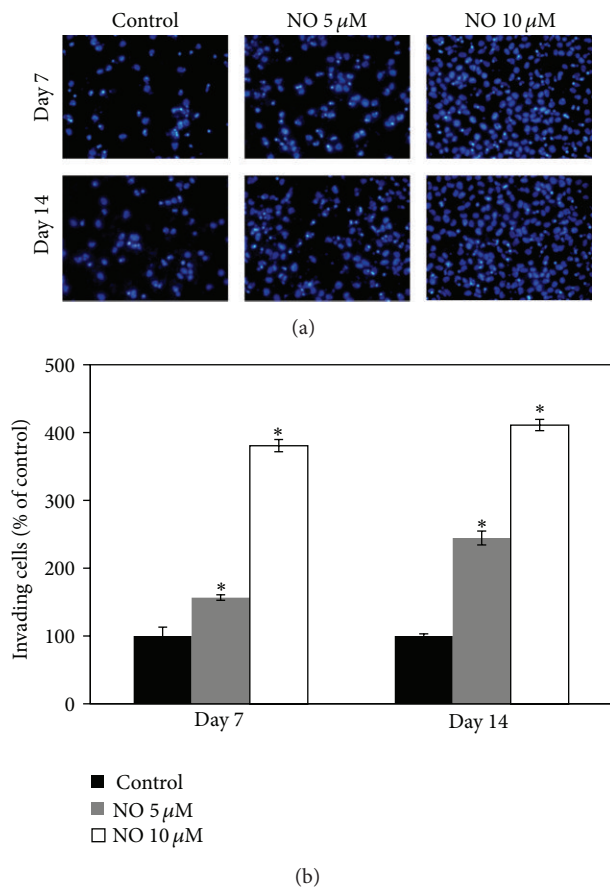 Control NO 5 μM NO 10 μM
Day 7
Day 14
(a)
500
400
300
200
100
0
Invading cells (% of control)
*
*
*
*
Day 7 Day 14
Control
NO 5 μM
NO 10 μM
(b)